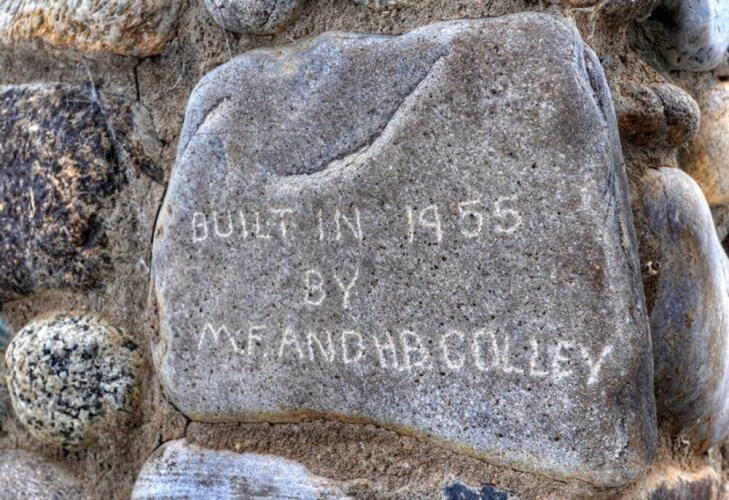 BUILT IN 1955
BY
M.F. AND H.B. COLLEY